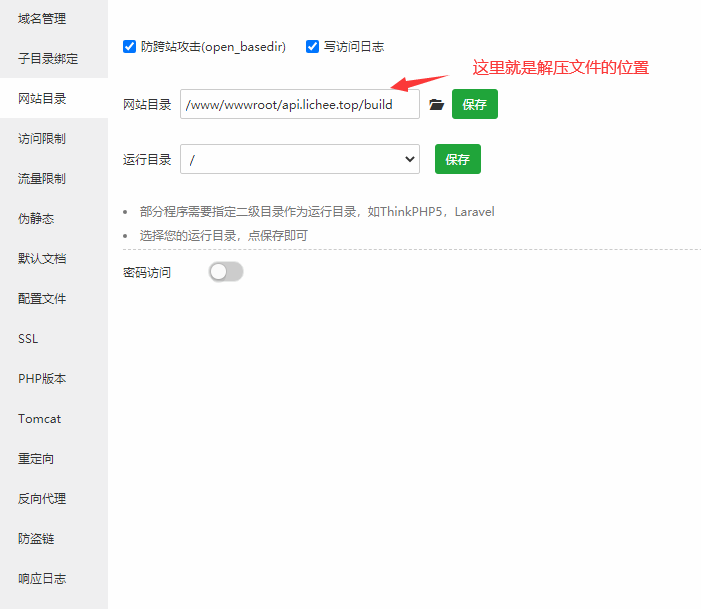 域名管理
子目录绑定
网站目录
访问限制
流量限制
伪静态
默认文档
配置文件
SSL
PHP版本
Tomcat
重定向
反向代理
防盗链
响应日志
防跨站攻击(open_basedir) 写访问日志
这里就是解压文件的位置
网站目录 /www/wwwroot/api.lichee.top/build 保存
运行目录 / 保存
部分程序需要指定二级目录作为运行目录，如ThinkPHP5，Laravel
选择您的运行目录，点保存即可
密码访问